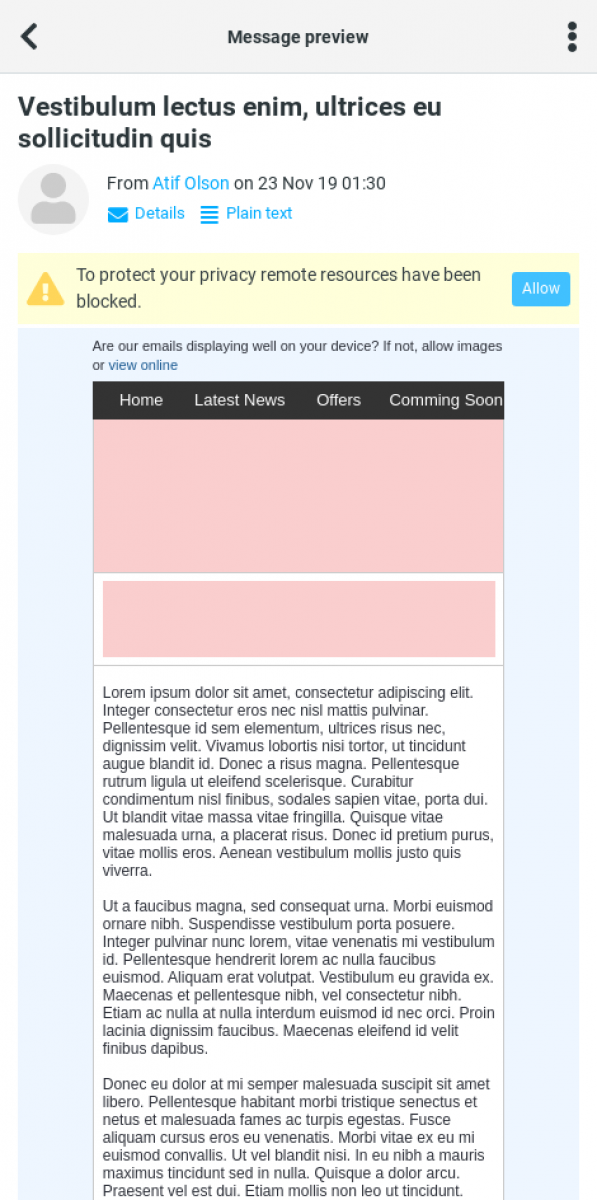 Message preview
Vestibulum lectus enim, ultrices eu
sollicitudin quis
From Atif Olson on 23 Nov 19 01:30
Details Plain text
To protect your privacy remote resources have been
blocked.
Allow
Are our emails displaying well on your device? If not, allow images
or view online
Home Latest News Offers Comming Soon
Lorem ipsum dolor sit amet, consectetur adipiscing elit.
Integer consectetur eros nec nisl mattis pulvinar.
Pellentesque id sem elementum, ultrices risus nec,
dignissim velit. Vivamus lobortis nisi tortor, ut tincidunt
augue blandit id. Donec a risus magna. Pellentesque
rutrum ligula ut eleifend scelerisque. Curabitur
condimentum nisl finibus, sodales sapien vitae, porta dui.
Ut blandit vitae massa vitae fringilla. Quisque vitae
malesuada urna, a placerat risus. Donec id pretium purus,
vitae mollis eros. Aenean vestibulum mollis justo quis
viverra.
Ut a faucibus magna, sed consequat urna. Morbi euismod
ornare nibh. Suspendisse vestibulum porta posuere.
Integer pulvinar nunc lorem, vitae venenatis mi vestibulum
id. Pellentesque hendrerit lorem ac nulla faucibus
euismod. Aliquam erat volutpat. Vestibulum eu gravida ex.
Maecenas et pellentesque nibh, vel consectetur nibh.
Etiam ac nulla at nulla interdum euismod id nec orci. Proin
lacinia dignissim faucibus. Maecenas eleifend id velit
finibus dapibus.
Donec eu dolor at mi semper malesuada suscipit sit amet
libero. Pellentesque habitant morbi tristique senectus et
netus et malesuada fames ac turpis egestas. Fusce
aliquam cursus eros eu venenatis. Morbi vitae ex eu mi
euismod convallis. Ut vel blandit nisi. In eu nibh a mauris
maximus tincidunt sed in nulla. Quisque a dolor arcu.
Praesent vel est dui. Etiam mollis non leo ut tincidunt.